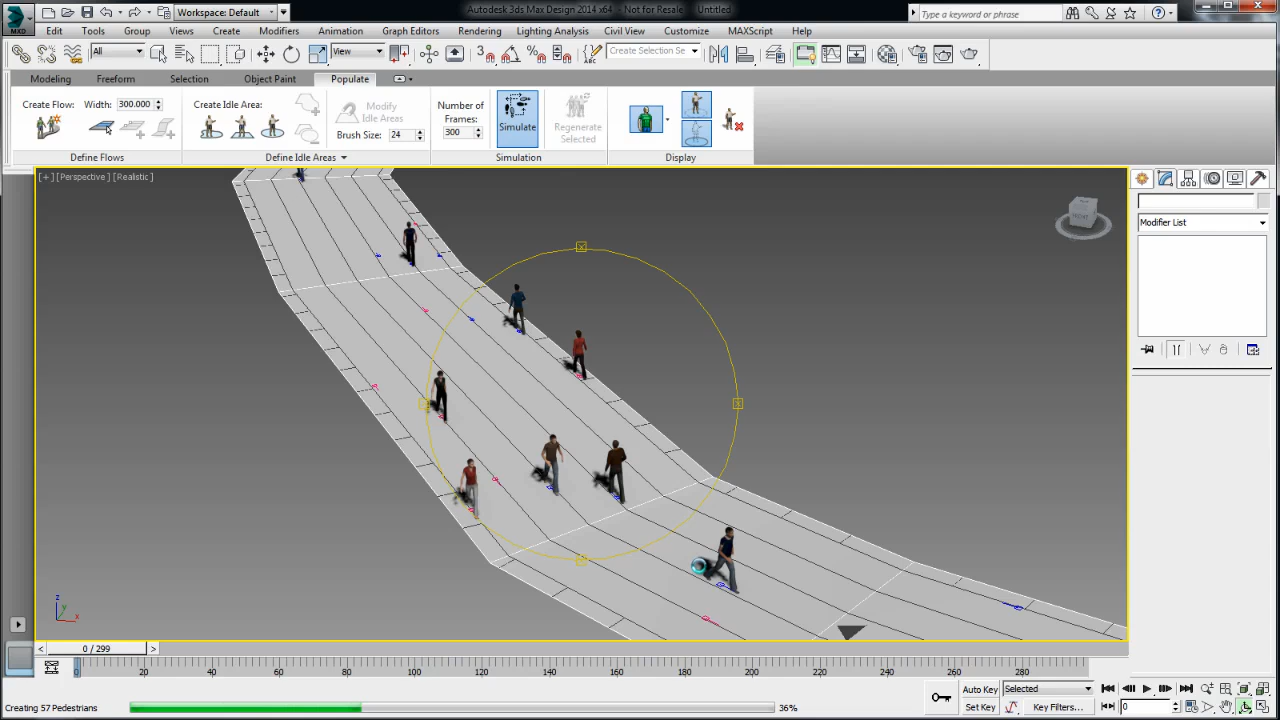 Workspace: Default
Autodesk 3ds Max Design 2014 x64 - Not for Resale Untitled
Type a keyword or phrase
MXD
Edit Tools Group Views Create Modifiers Animation Graph Editors Rendering Lighting Analysis Civil View Customize MAXScript Help
All
View
3
Create Selection Se
ABC
Modeling Freeform Selection Object Paint Populate
Create Flow: Width: 300.000
Create Idle Area:
Modify Idle Areas
Brush Size: 24
Number of Frames:
300
Simulate
Regenerate Selected
Define Flows Define Idle Areas Simulation Display
[+] [Perspective] [Realistic]
Modifier List
z
y
x
< 0 / 299 >
0 20 40 60 80 100 120 140 160 180 200 220 240 260 280
Creating 57 Pedestrians 36%
Auto Key Selected
Set Key Key Filters...
0